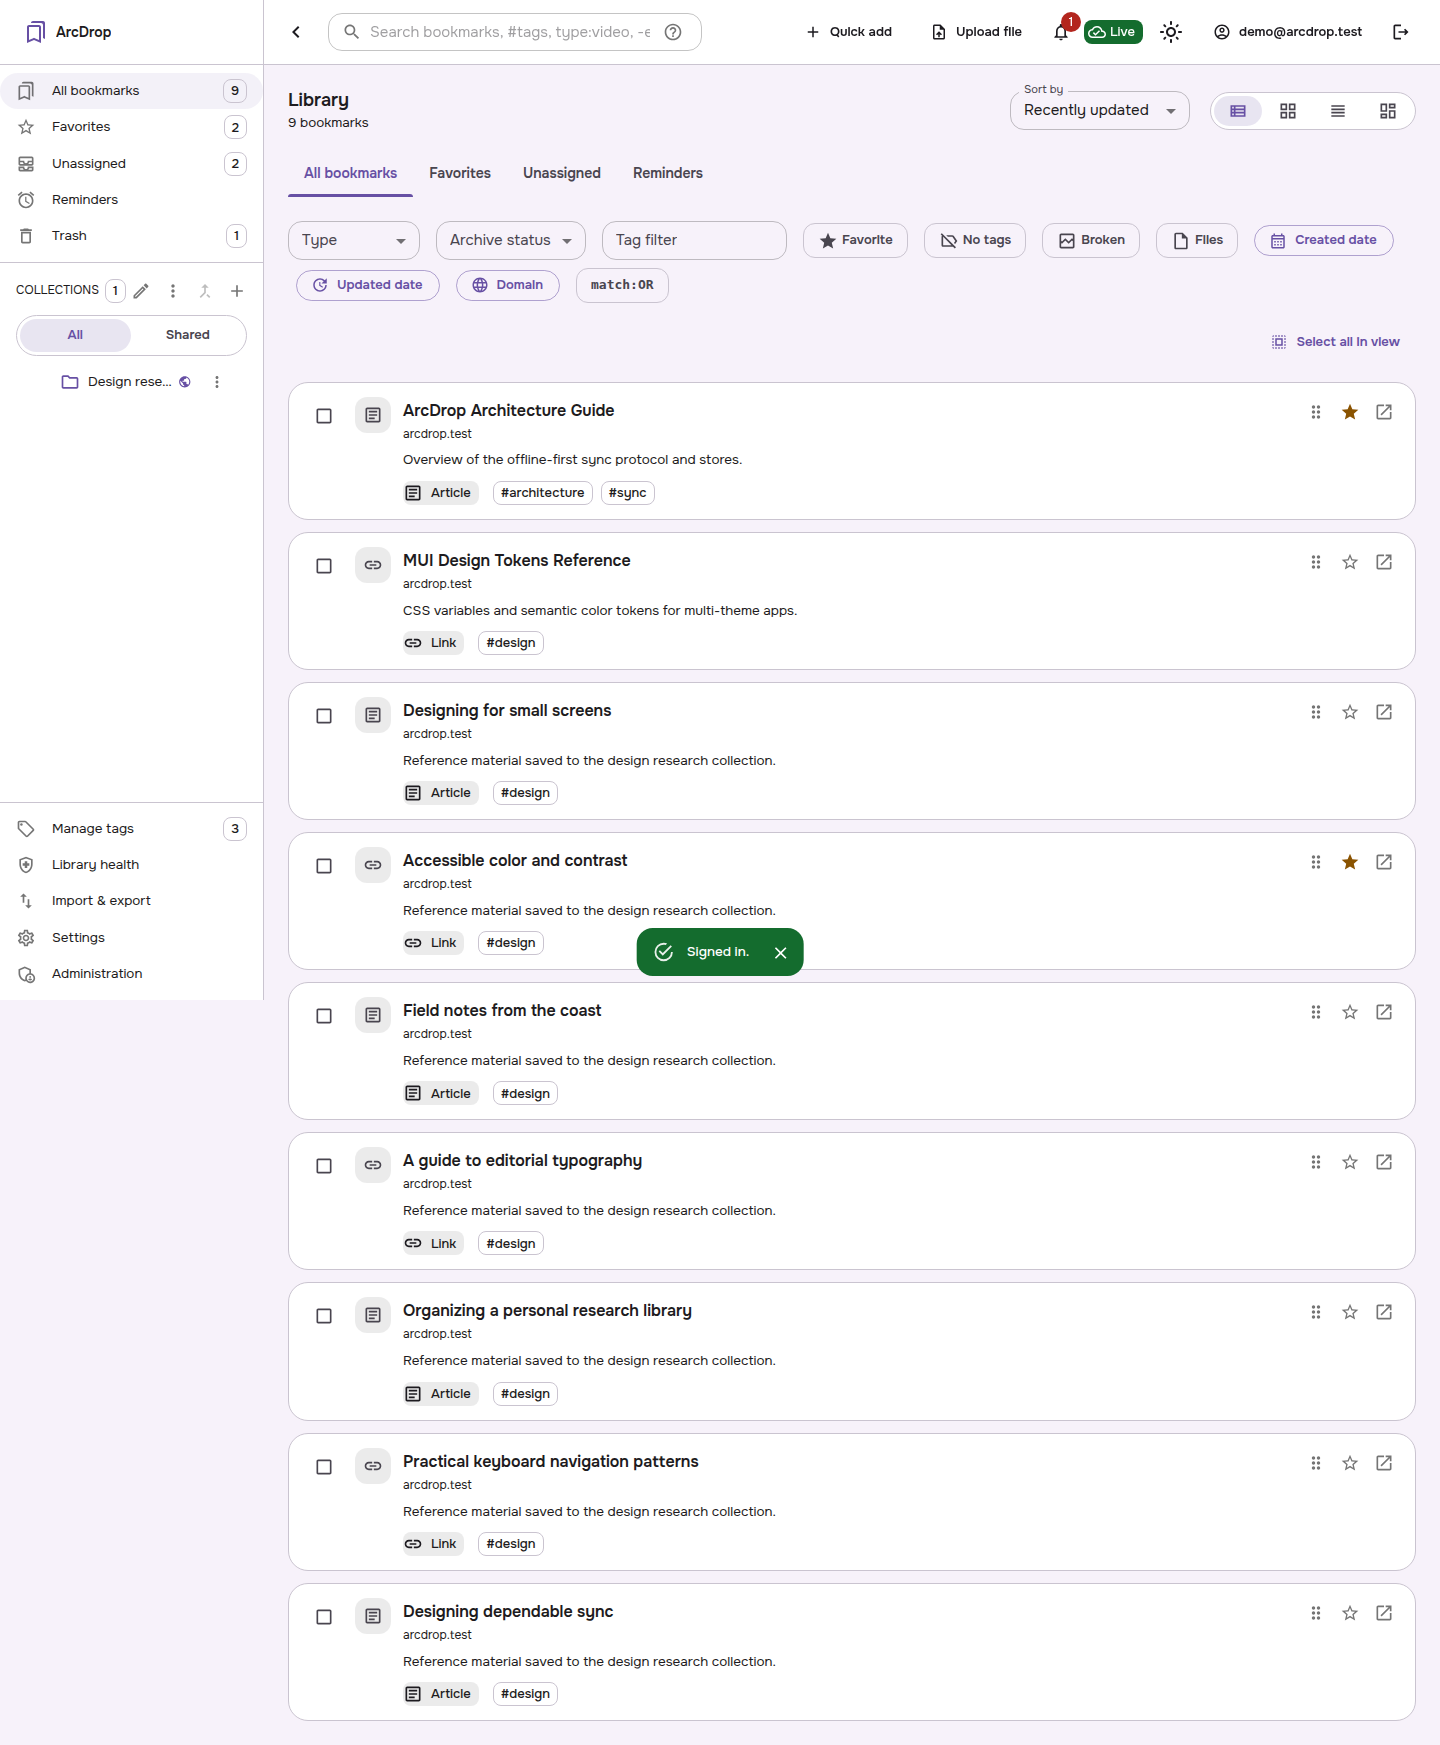 ArcDrop
Search bookmarks, #tags, type:video, -e
Quick add
Upload file
1
Live
demo@arcdrop.test
All bookmarks 9
Favorites 2
Unassigned 2
Reminders
Trash 1
COLLECTIONS 1
All
Shared
Design rese...
Manage tags 3
Library health
Import & export
Settings
Administration
Library
9 bookmarks
Sort by
Recently updated
All bookmarks
Favorites
Unassigned
Reminders
Type
Archive status
Tag filter
Favorite
No tags
Broken
Files
Created date
Updated date
Domain
match:OR
Select all in view
ArcDrop Architecture Guide
arcdrop.test
Overview of the offline-first sync protocol and stores.
Article #architecture #sync
MUI Design Tokens Reference
arcdrop.test
CSS variables and semantic color tokens for multi-theme apps.
Link #design
Designing for small screens
arcdrop.test
Reference material saved to the design research collection.
Article #design
Accessible color and contrast
arcdrop.test
Reference material saved to the design research collection.
Link #design
Signed in.
Field notes from the coast
arcdrop.test
Reference material saved to the design research collection.
Article #design
A guide to editorial typography
arcdrop.test
Reference material saved to the design research collection.
Link #design
Organizing a personal research library
arcdrop.test
Reference material saved to the design research collection.
Article #design
Practical keyboard navigation patterns
arcdrop.test
Reference material saved to the design research collection.
Link #design
Designing dependable sync
arcdrop.test
Reference material saved to the design research collection.
Article #design